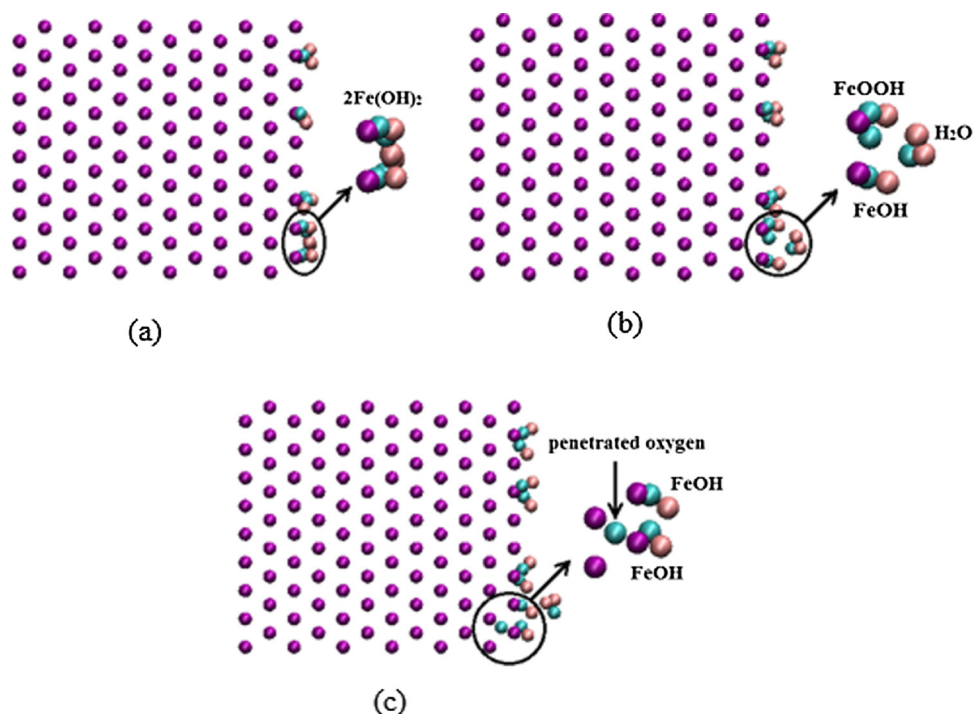 2Fe(OH)₂
(a)
FeOOH
H₂O
FeOH
(b)
penetrated oxygen
FeOH
FeOH
(c)